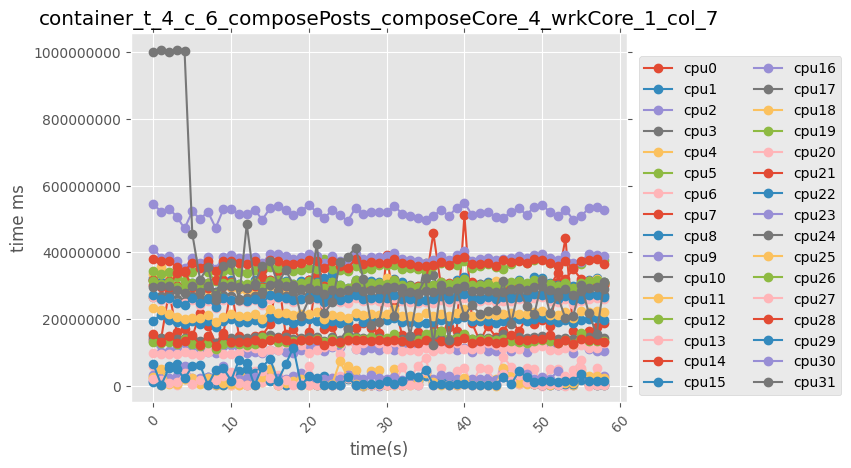 container_t_4_c_6_composePosts_composeCore_4_wrkCore_1_col_7
1000000000
800000000
600000000
400000000
200000000
0
time ms
0
10
20
30
40
50
60
time(s)
cpu0
cpu1
cpu2
cpu3
cpu4
cpu5
cpu6
cpu7
cpu8
cpu9
cpu10
cpu11
cpu12
cpu13
cpu14
cpu15
cpu16
cpu17
cpu18
cpu19
cpu20
cpu21
cpu22
cpu23
cpu24
cpu25
cpu26
cpu27
cpu28
cpu29
cpu30
cpu31